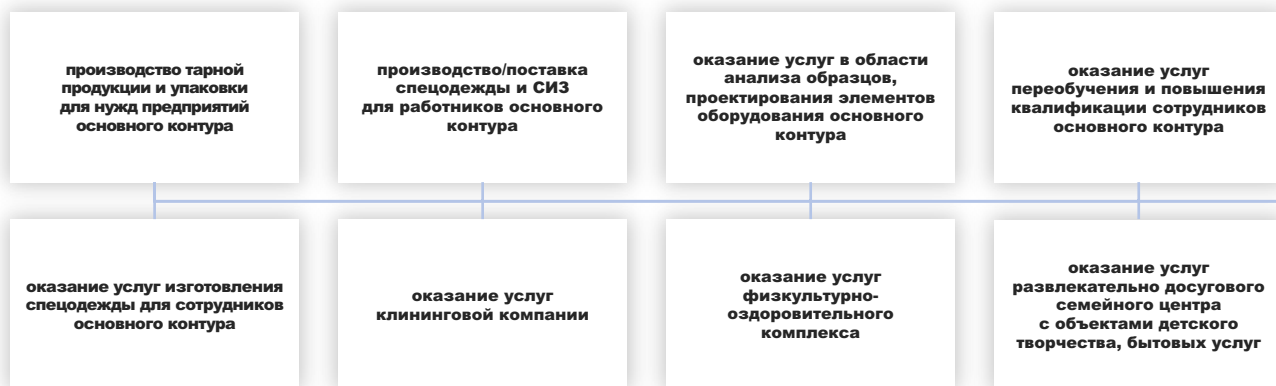 производство тарной
продукции и упаковки
для нужд предприятий
основного контура
производство/поставка
спецодежды и СИЗ
для работников основного
контура
оказание услуг в области
анализа образцов,
проектирования элементов
оборудования основного
контура
оказание услуг
переобучения и повышения
квалификации сотрудников
основного контура
оказание услуг изготовления
спецодежды для сотрудников
основного контура
оказание услуг
клининговой компании
оказание услуг
физкультурно-
оздоровительного
комплекса
оказание услуг
развлекательно досугового
семейного центра
с объектами детского
творчества, бытовых услуг